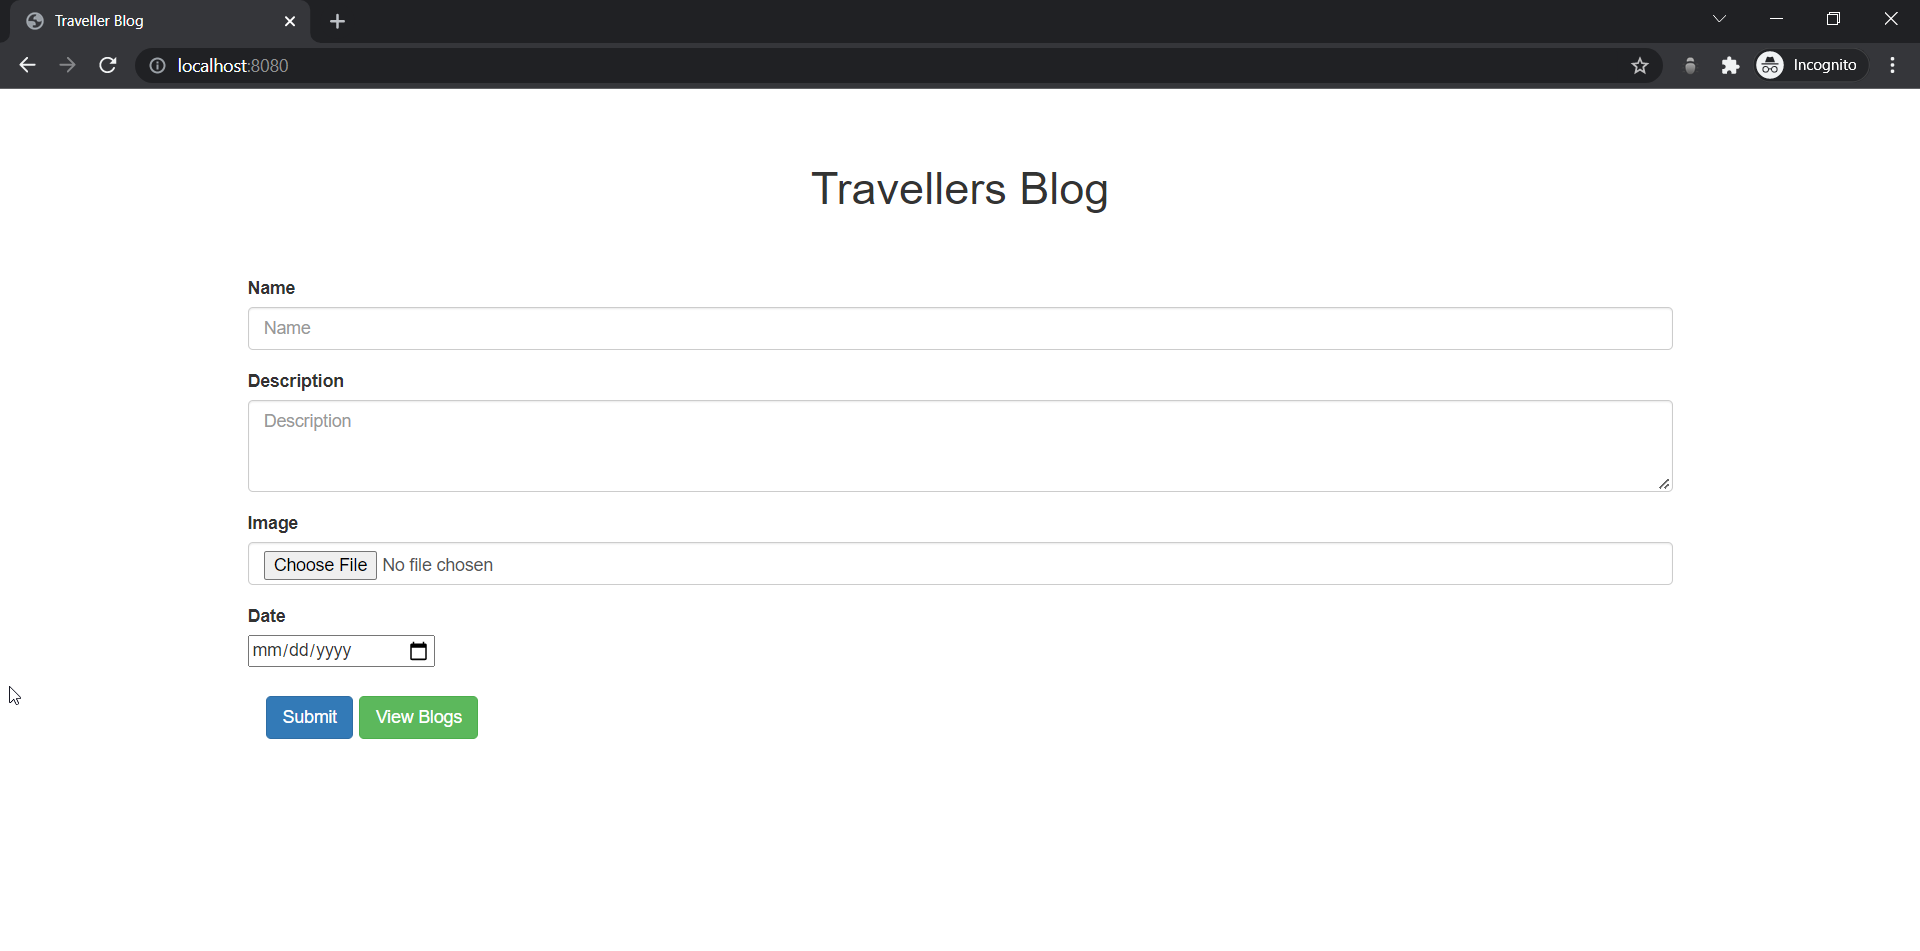 Traveller Blog
localhost:8080
Incognito
Travellers Blog
Name
Name
Description
Description
Image
Choose File No file chosen
Date
mm/dd/yyyy
Submit View Blogs